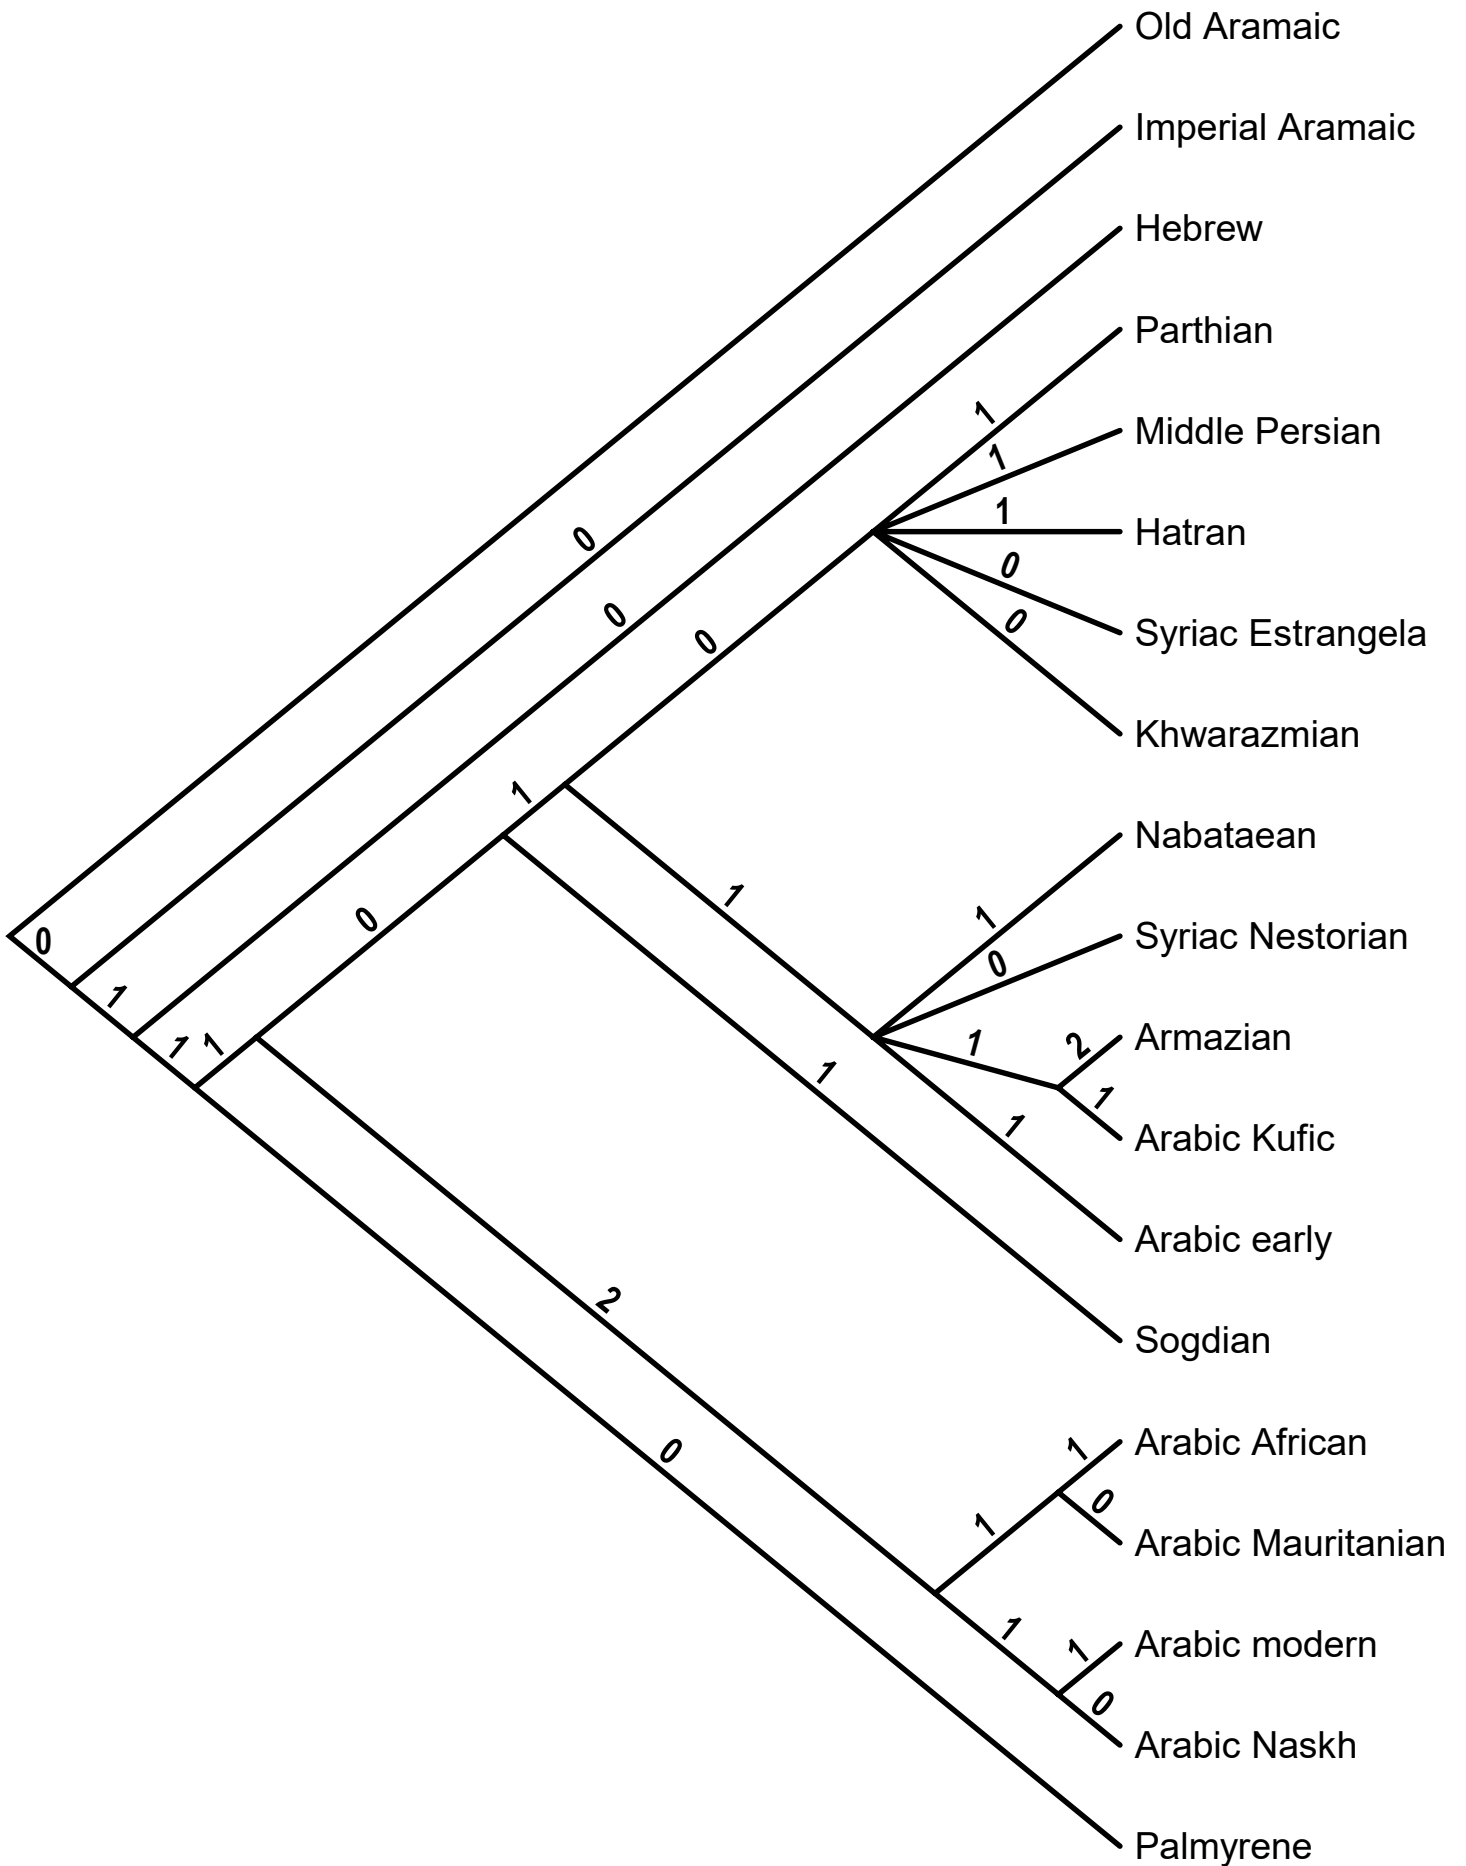 Old Aramaic
Imperial Aramaic
Hebrew
Parthian
1
Middle Persian
1
1
Hatran
0
0
Syriac Estrangela
0
0
0
Khwarazmian
1
Nabataean
1
1
0
0
Syriac Nestorian
0
1
1
2
Armazian
1
1
1
1
1
Arabic Kufic
Arabic early
2
Sogdian
0
1
Arabic African
0
1
Arabic Mauritanian
1
1
Arabic modern
0
Arabic Naskh
Palmyrene